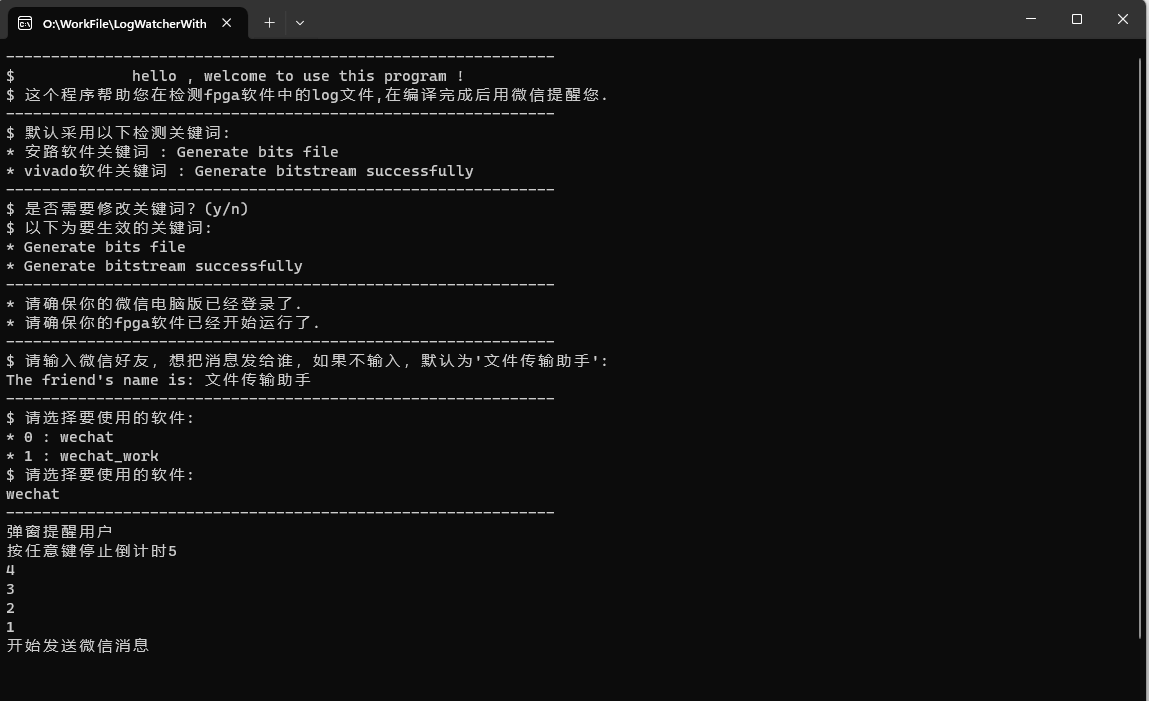 O:\WorkFile\LogWatcherWith
---------------------------------------------------------------
$ hello , welcome to use this program !
$ 这个程序帮助您在检测fpga软件中的log文件,在编译完成后用微信提醒您.
---------------------------------------------------------------
$ 默认采用以下检测关键词:
* 安路软件关键词 : Generate bits file
* vivado软件关键词 : Generate bitstream successfully
---------------------------------------------------------------
$ 是否需要修改关键词？(y/n)
$ 以下为要生效的关键词:
* Generate bits file
* Generate bitstream successfully
---------------------------------------------------------------
* 请确保你的微信电脑版已经登录了.
* 请确保你的fpga软件已经开始运行了.
---------------------------------------------------------------
$ 请输入微信好友，想把消息发给谁，如果不输入，默认为'文件传输助手':
The friend's name is: 文件传输助手
---------------------------------------------------------------
$ 请选择要使用的软件:
* 0 : wechat
* 1 : wechat_work
$ 请选择要使用的软件:
wechat
---------------------------------------------------------------
弹窗提醒用户
按任意键停止倒计时5
4
3
2
1
开始发送微信消息